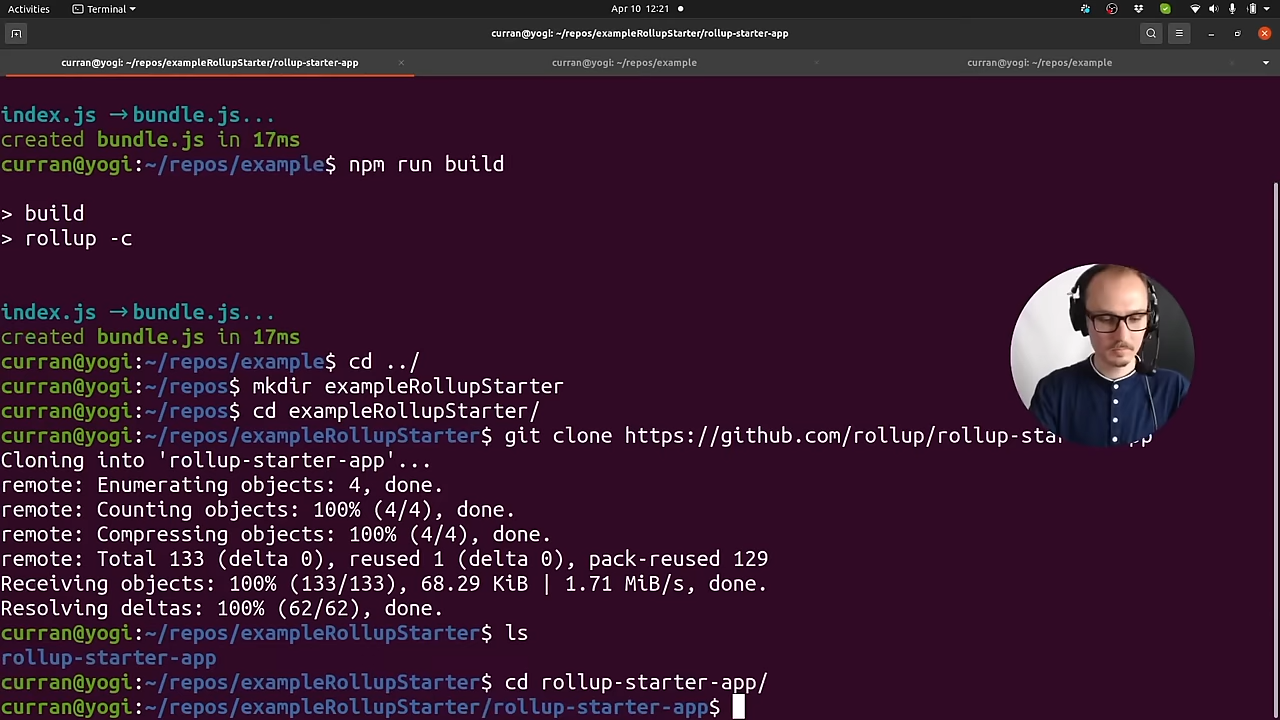 Activities Terminal Apr 10 12:21
curran@yogi: ~/repos/exampleRollupStarter/rollup-starter-app
curran@yogi: ~/repos/exampleRollupStarter/rollup-starter-app curran@yogi: ~/repos/example curran@yogi: ~/repos/example
index.js → bundle.js...
created bundle.js in 17ms
curran@yogi:~/repos/example$ npm run build
> build
> rollup -c
index.js → bundle.js...
created bundle.js in 17ms
curran@yogi:~/repos/example$ cd ../
curran@yogi:~/repos$ mkdir exampleRollupStarter
curran@yogi:~/repos$ cd exampleRollupStarter/
curran@yogi:~/repos/exampleRollupStarter$ git clone
Cloning into 'rollup-starter-app'...
remote: Enumerating objects: 4, done.
remote: Counting objects: 100% (4/4), done.
remote: Compressing objects: 100% (4/4), done.
remote: Total 133 (delta 0), reused 1 (delta 0), pack-reused 129
Receiving objects: 100% (133/133), 68.29 KiB | 1.71 MiB/s, done.
Resolving deltas: 100% (62/62), done.
curran@yogi:~/repos/exampleRollupStarter$ ls
rollup-starter-app
curran@yogi:~/repos/exampleRollupStarter$ cd rollup-starter-app/
curran@yogi:~/repos/exampleRollupStarter/rollup-starter-app$